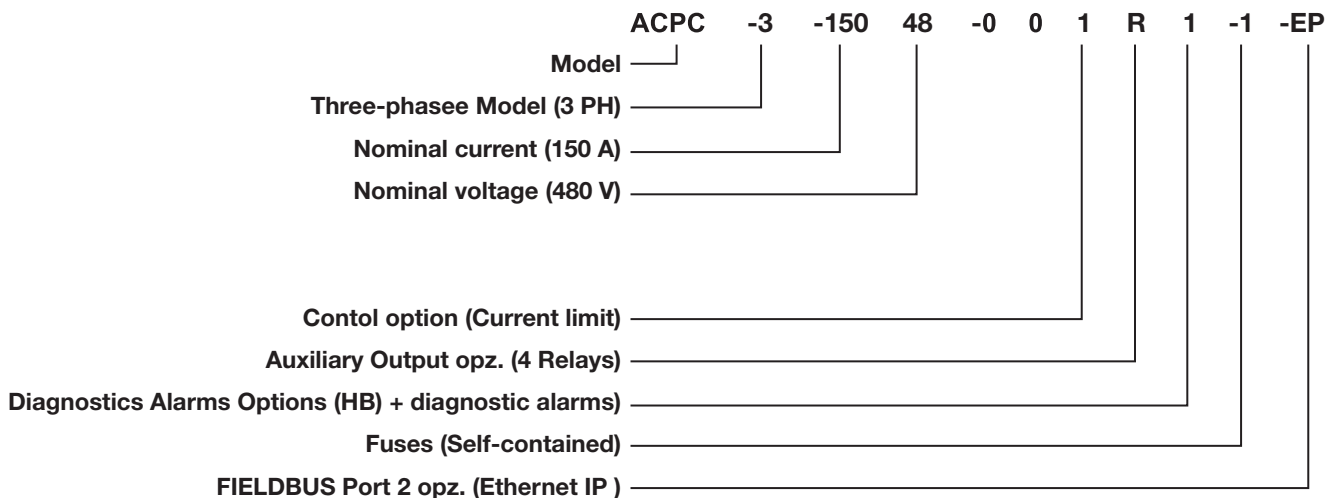 ACPC -3 -150 48 -0 0 1 R 1 -1 -EP
Model
Three-phasee Model (3 PH)
Nominal current (150 A)
Nominal voltage (480 V)
Contol option (Current limit)
Auxiliary Output opz. (4 Relays)
Diagnostics Alarms Options (HB) + diagnostic alarms)
Fuses (Self-contained)
FIELDBUS Port 2 opz. (Ethernet IP )